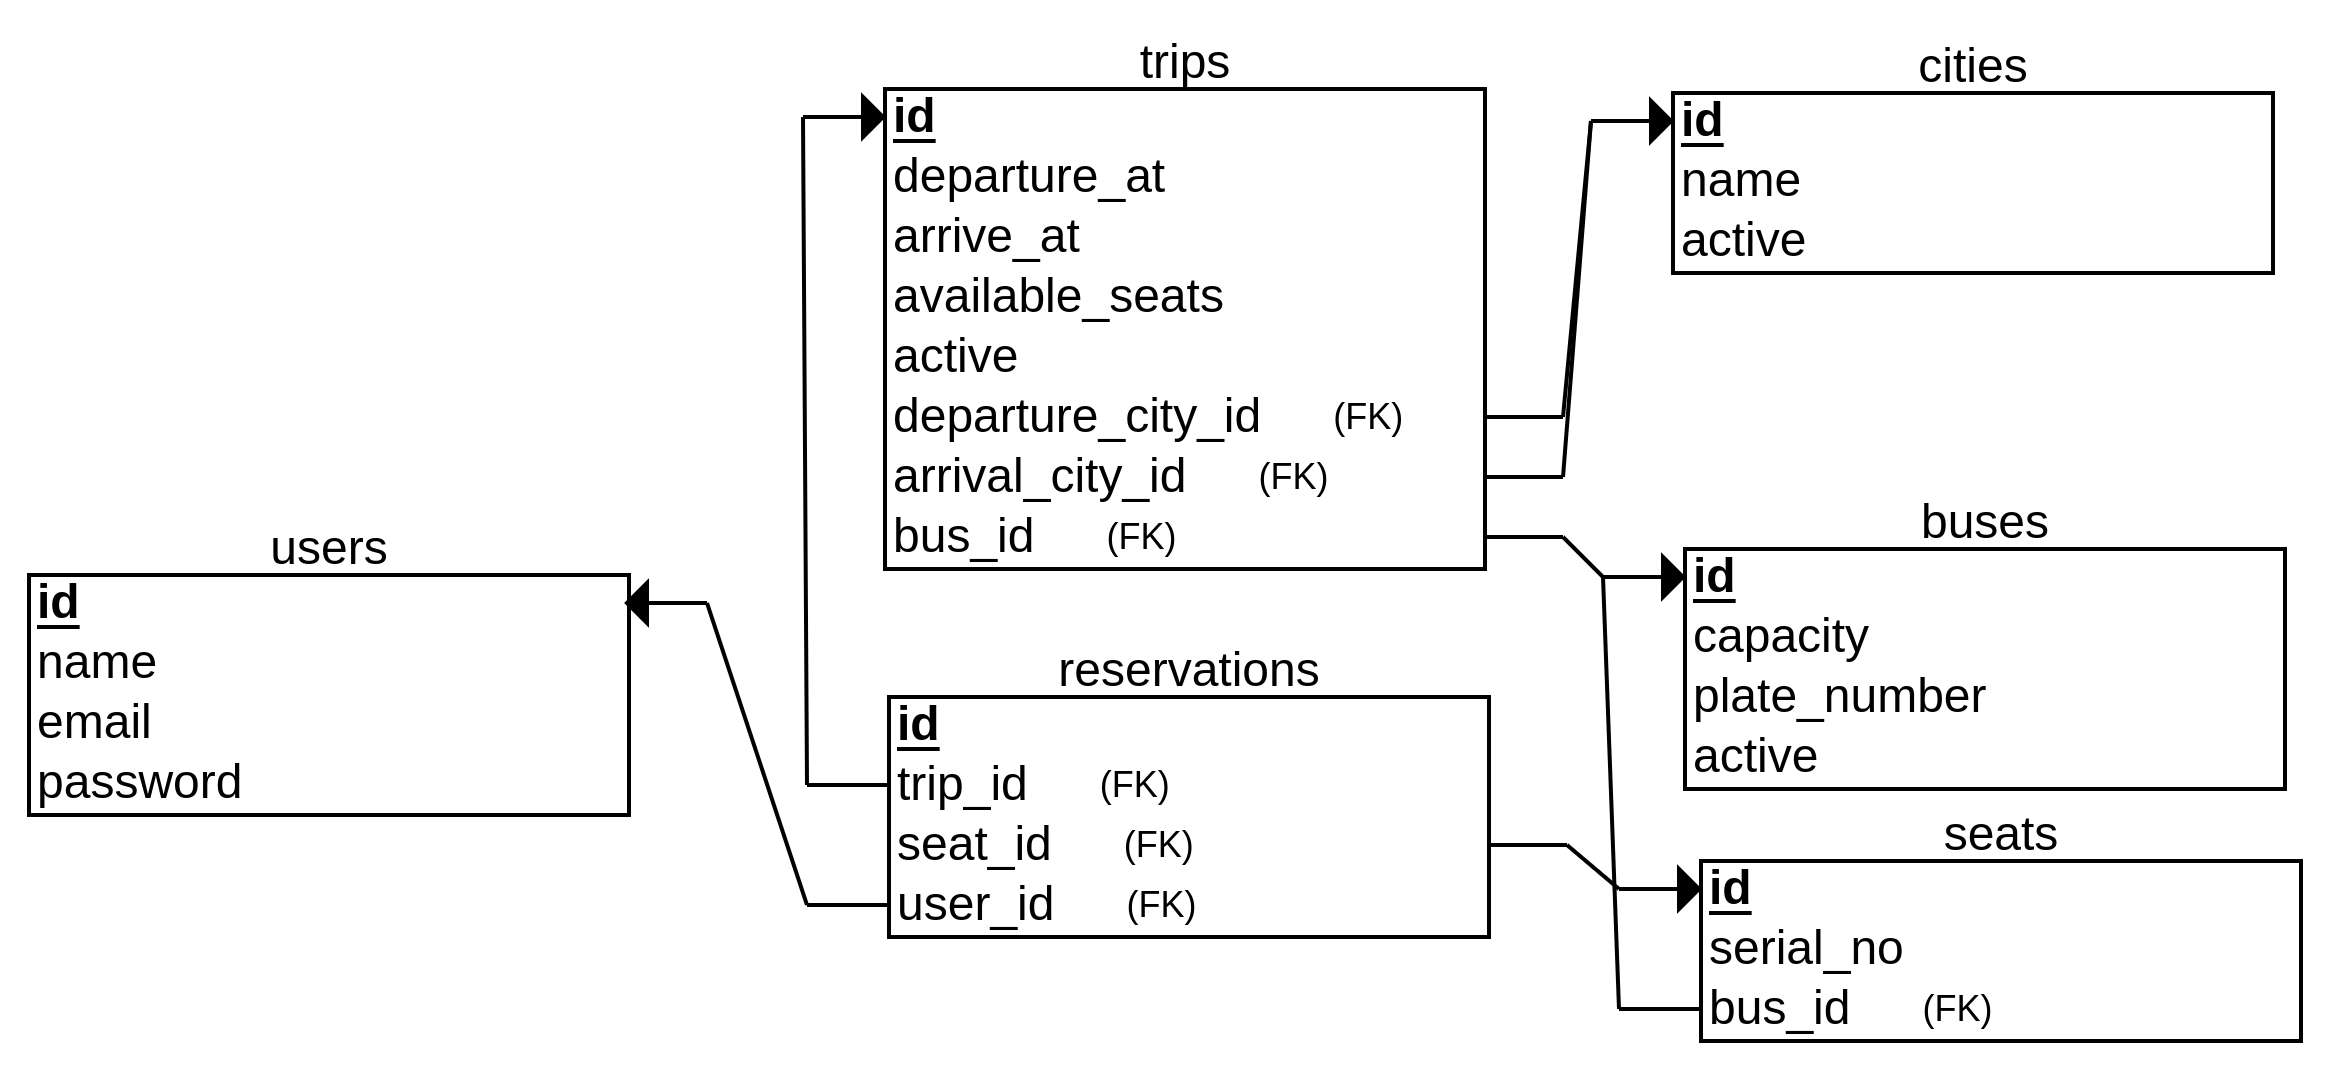 trips
id
departure_at
arrive_at
available_seats
active
departure_city_id (FK)
arrival_city_id (FK)
bus_id (FK)
cities
id
name
active
users
id
name
email
password
reservations
id
trip_id (FK)
seat_id (FK)
user_id (FK)
buses
id
capacity
plate_number
active
seats
id
serial_no
bus_id (FK)